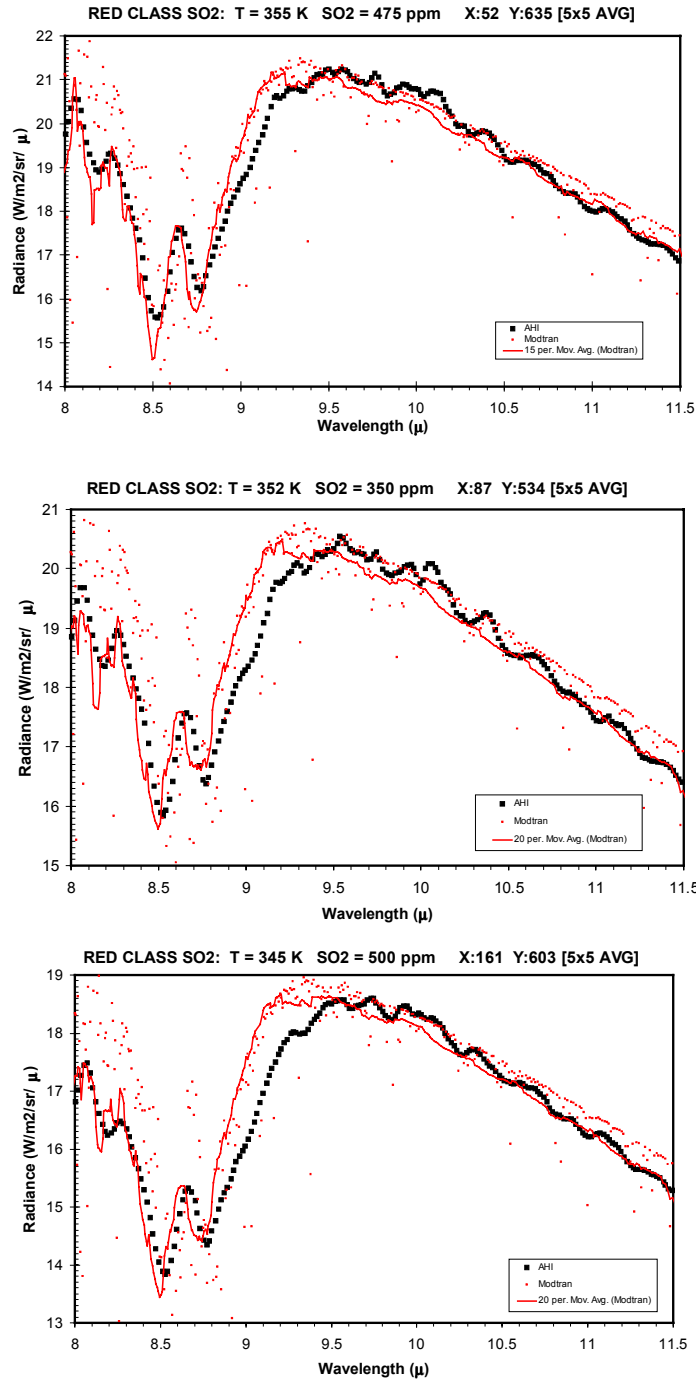 RED CLASS SO2: T = 355 K SO2 = 475 ppm X:52 Y:635 [5x5 AVG]
22
21
20
19
18
17
16
15
14
Radiance (W/m2/sr/ μ)
AHI
Modtran
15 per. Mov. Avg. (Modtran)
8 8.5 9 9.5 10 10.5 11 11.5
Wavelength (μ)
RED CLASS SO2: T = 352 K SO2 = 350 ppm X:87 Y:534 [5x5 AVG]
21
20
19
18
17
16
15
Radiance (W/m2/sr/ μ)
AHI
Modtran
20 per. Mov. Avg. (Modtran)
8 8.5 9 9.5 10 10.5 11 11.5
Wavelength (μ)
RED CLASS SO2: T = 345 K SO2 = 500 ppm X:161 Y:603 [5x5 AVG]
19
18
17
16
15
14
13
Radiance (W/m2/sr/ μ)
AHI
Modtran
20 per. Mov. Avg. (Modtran)
8 8.5 9 9.5 10 10.5 11 11.5
Wavelength (μ)